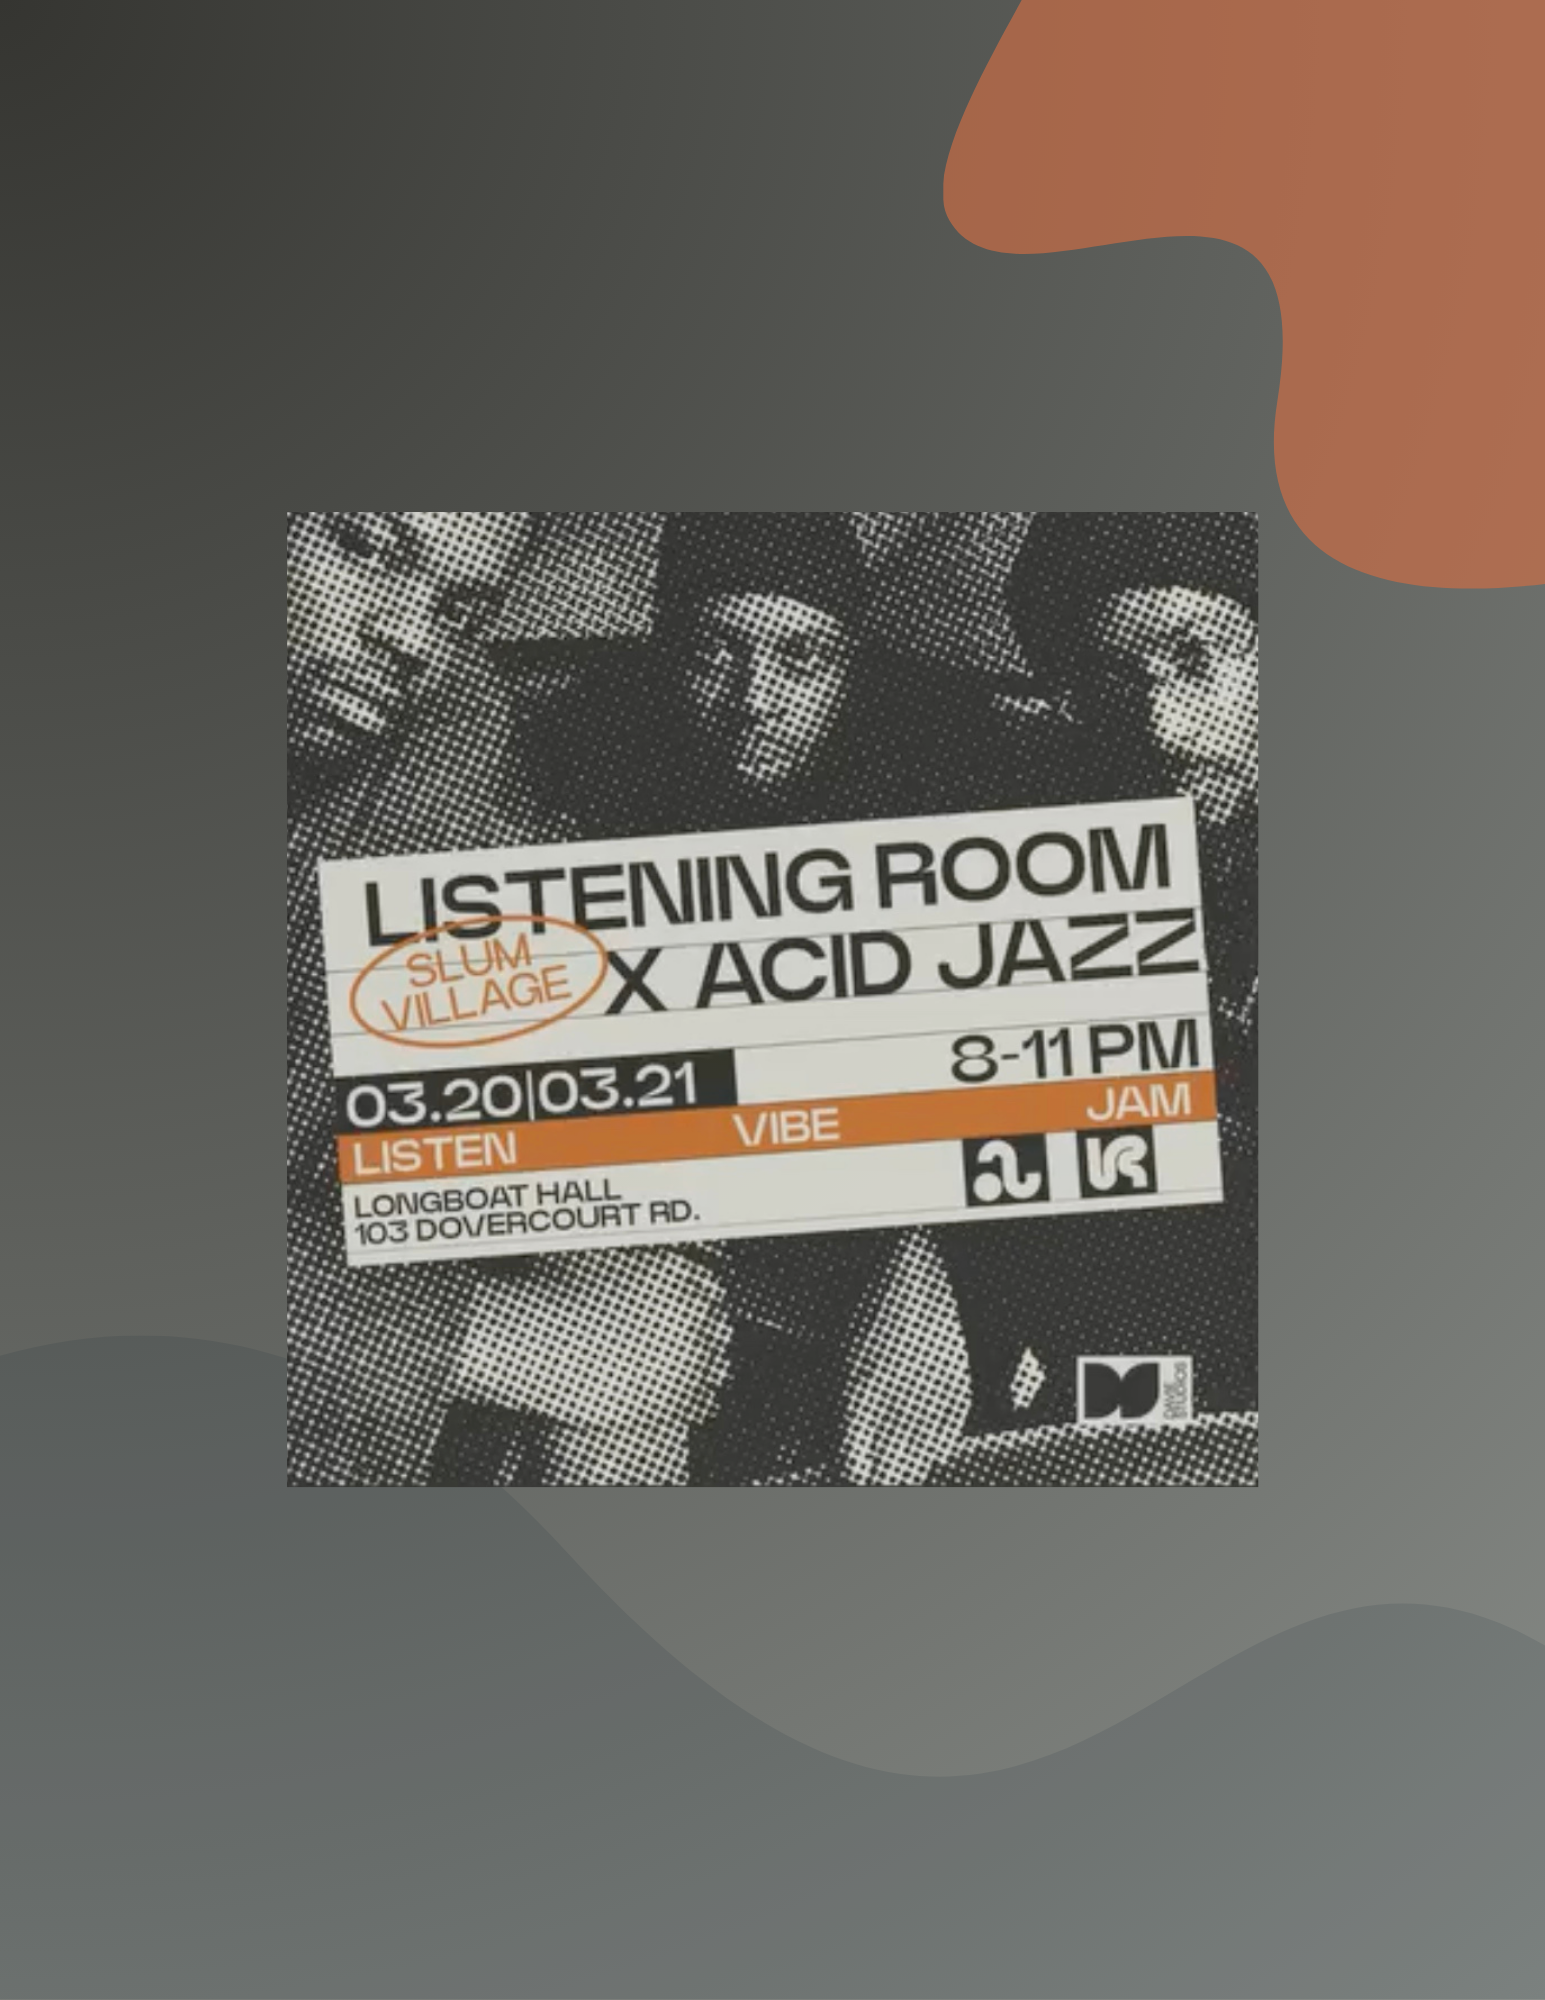 LISTENING ROOM
SLUM
VILLAGE
X ACID JAZZ
03.20|03.21
8-11 PM
LISTEN VIBE JAM
LONGBOAT HALL
103 DOVERCOURT RD.